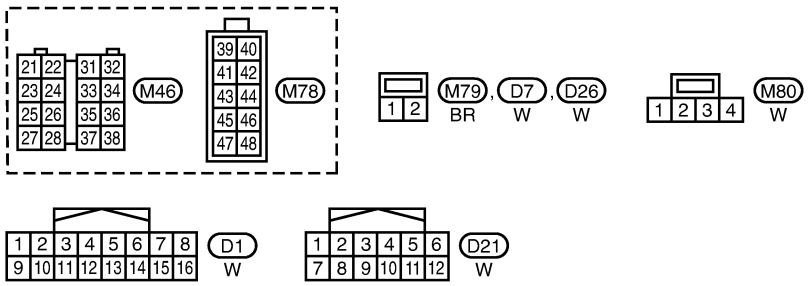 39 40
21 22 31 32
41 42
23 24 33 34
M46
43 44
M78
1 2
M79 , D7 , D26
BR W W
1 2 3 4
M80
W
25 26 35 36
45 46
27 28 37 38
47 48
1 2 3 4 5 6 7 8
9 10 11 12 13 14 15 16
D1
W
1 2 3 4 5 6
7 8 9 10 11 12
D21
W